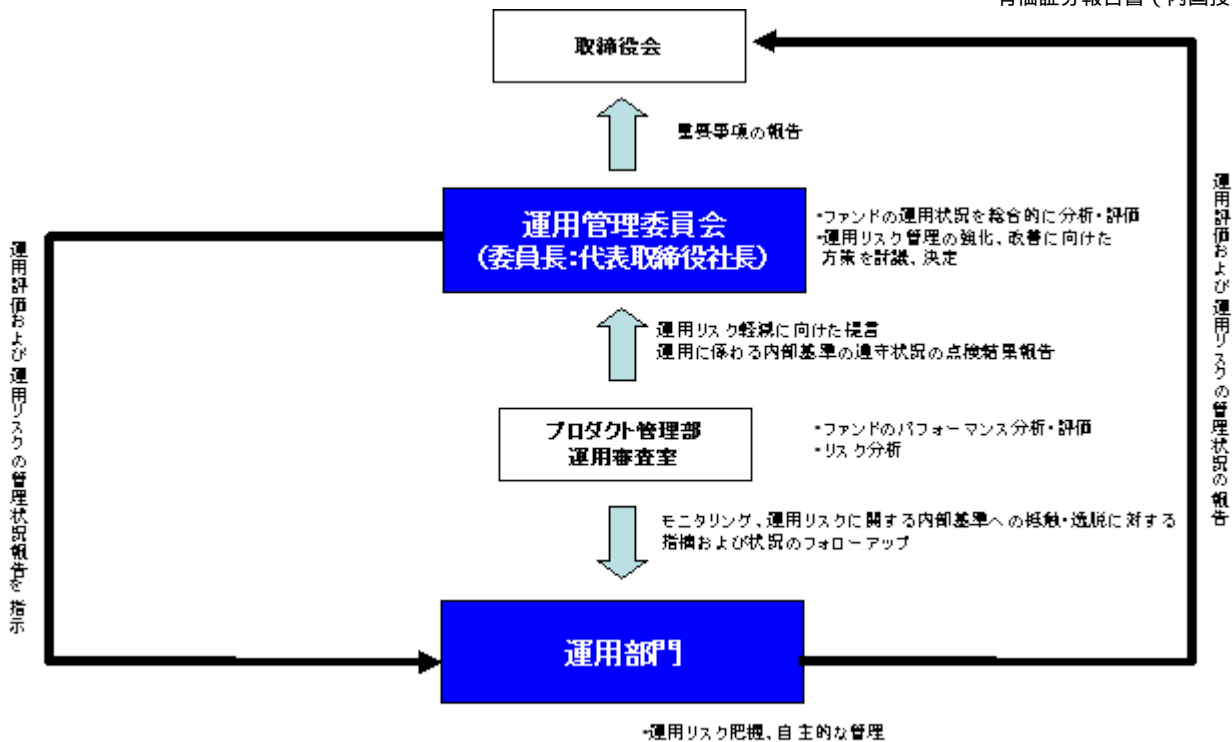 有価証券報告書(内国投
取締役会
重要事項の報告
運用管理委員会
(委員長:代表取締役社長)
・ファンドの運用状況を総合的に分析・評価
・運用リスク管理の強化、改善に向けた
方策を討議、決定
運用リスク軽減に向けた提言
運用に係わる内部基準の遵守状況の点検結果報告
プロダクト管理部
運用審査室
・ファンドのパフォーマンス分析・評価
・リスク分析
モニタリング、運用リスクに関する内部基準への抵触・逸脱に対する
指摘および状況のフォローアップ
運用部門
・運用リスク把握、自主的な管理
運用評価および運用リスクの管理状況報告を指示
運用評価および運用リスクの管理状況の報告